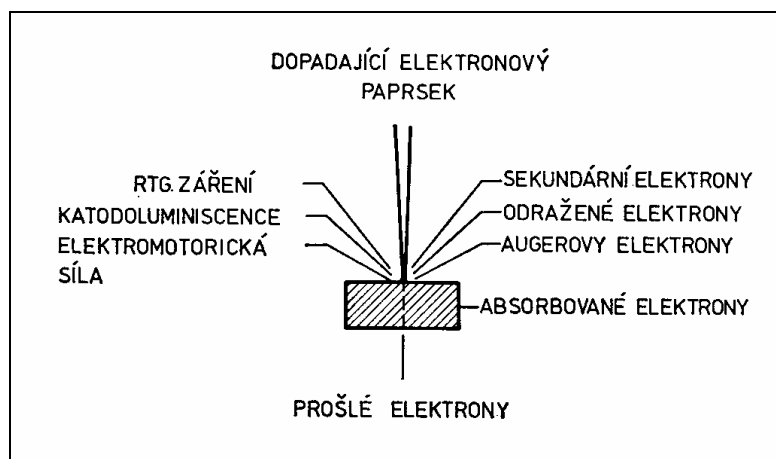 DOPADAJÍCÍ ELEKTRONOVÝ
PAPRSEK
RTG. ZÁŘENÍ
KATODOLUMINISCENCE
ELEKTROMOTORICKÁ
SÍLA
SEKUNDÁRNÍ ELEKTRONY
ODRAŽENÉ ELEKTRONY
AUGEROVY ELEKTRONY
ABSORBOVANÉ ELEKTRONY
PROŠLÉ ELEKTRONY